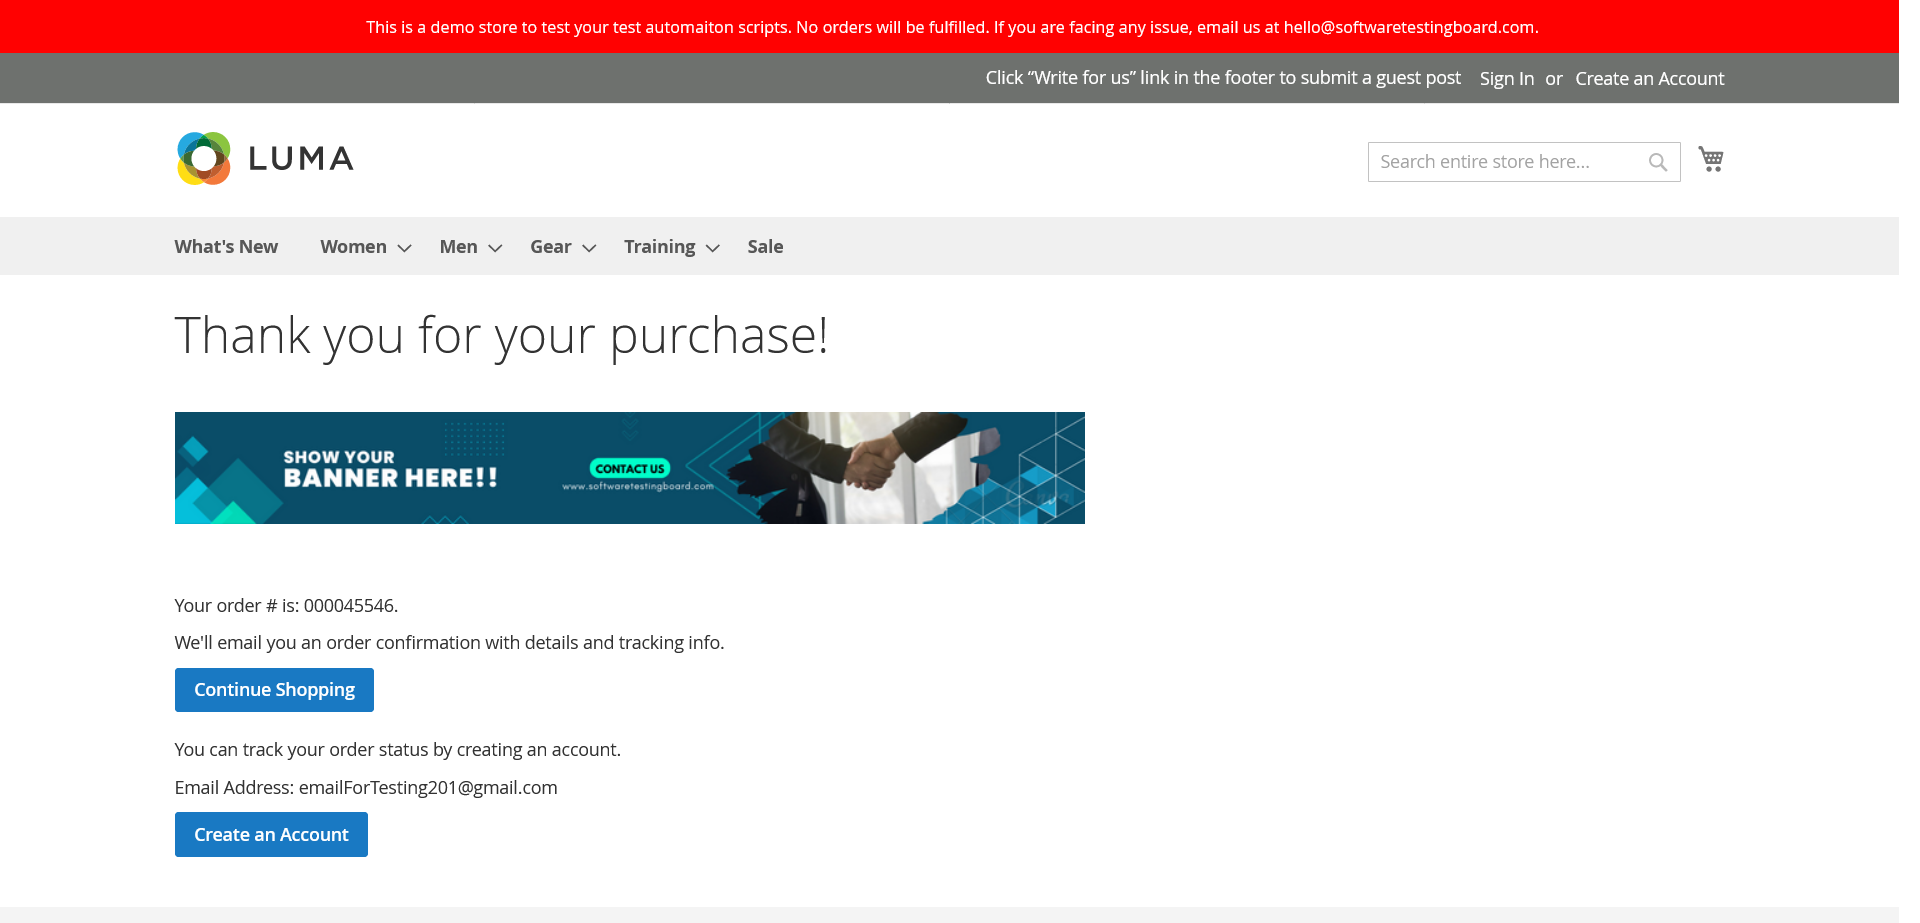 This is a demo store to test your test automaiton scripts. No orders will be fulfilled. If you are facing any issue, email us at hello@softwaretestingboard.com.
Click “Write for us” link in the footer to submit a guest post Sign In or Create an Account
LUMA
Search entire store here...
What's New Women Men Gear Training Sale
Thank you for your purchase!
SHOW YOUR
BANNER HERE!!
CONTACT US
www.softwaretestingboard.com
Your order # is: 000045546.
We'll email you an order confirmation with details and tracking info.
Continue Shopping
You can track your order status by creating an account.
Email Address: emailForTesting201@gmail.com
Create an Account